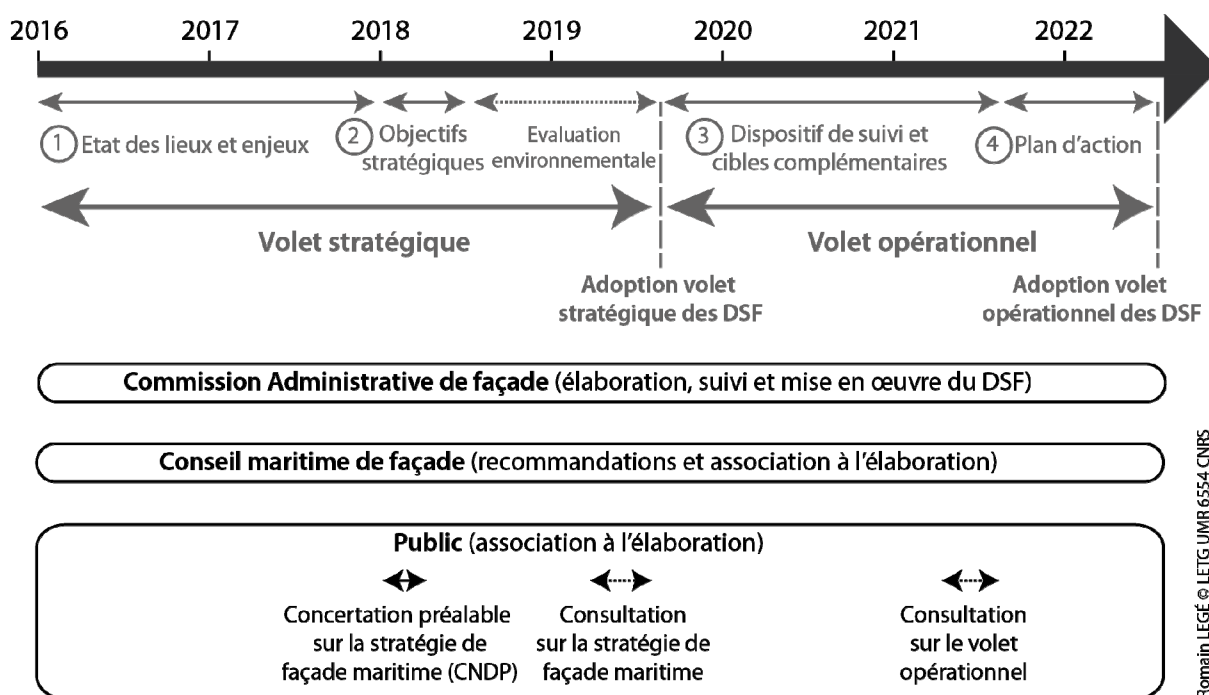 2016 2017 2018 2019 2020 2021 2022
1 Etat des lieux et enjeux
2 Objectifs
stratégiques
Evaluation
environnementale
3 Dispositif de suivi et
cibles complémentaires
4 Plan d'action
Volet stratégique
Volet opérationnel
Adoption volet
stratégique des DSF
Adoption volet
opérationnel des DSF
Commission Administrative de façade (élaboration, suivi et mise en œuvre du DSF)
Conseil maritime de façade (recommandations et association à l'élaboration)
Public (association à l'élaboration)
Concertation préalable
sur la stratégie de
façade maritime (CNDP)
Consultation
sur la stratégie de
façade maritime
Consultation
sur le volet
opérationnel
Romain LEGÉ © LETG UMR 6554 CNRS